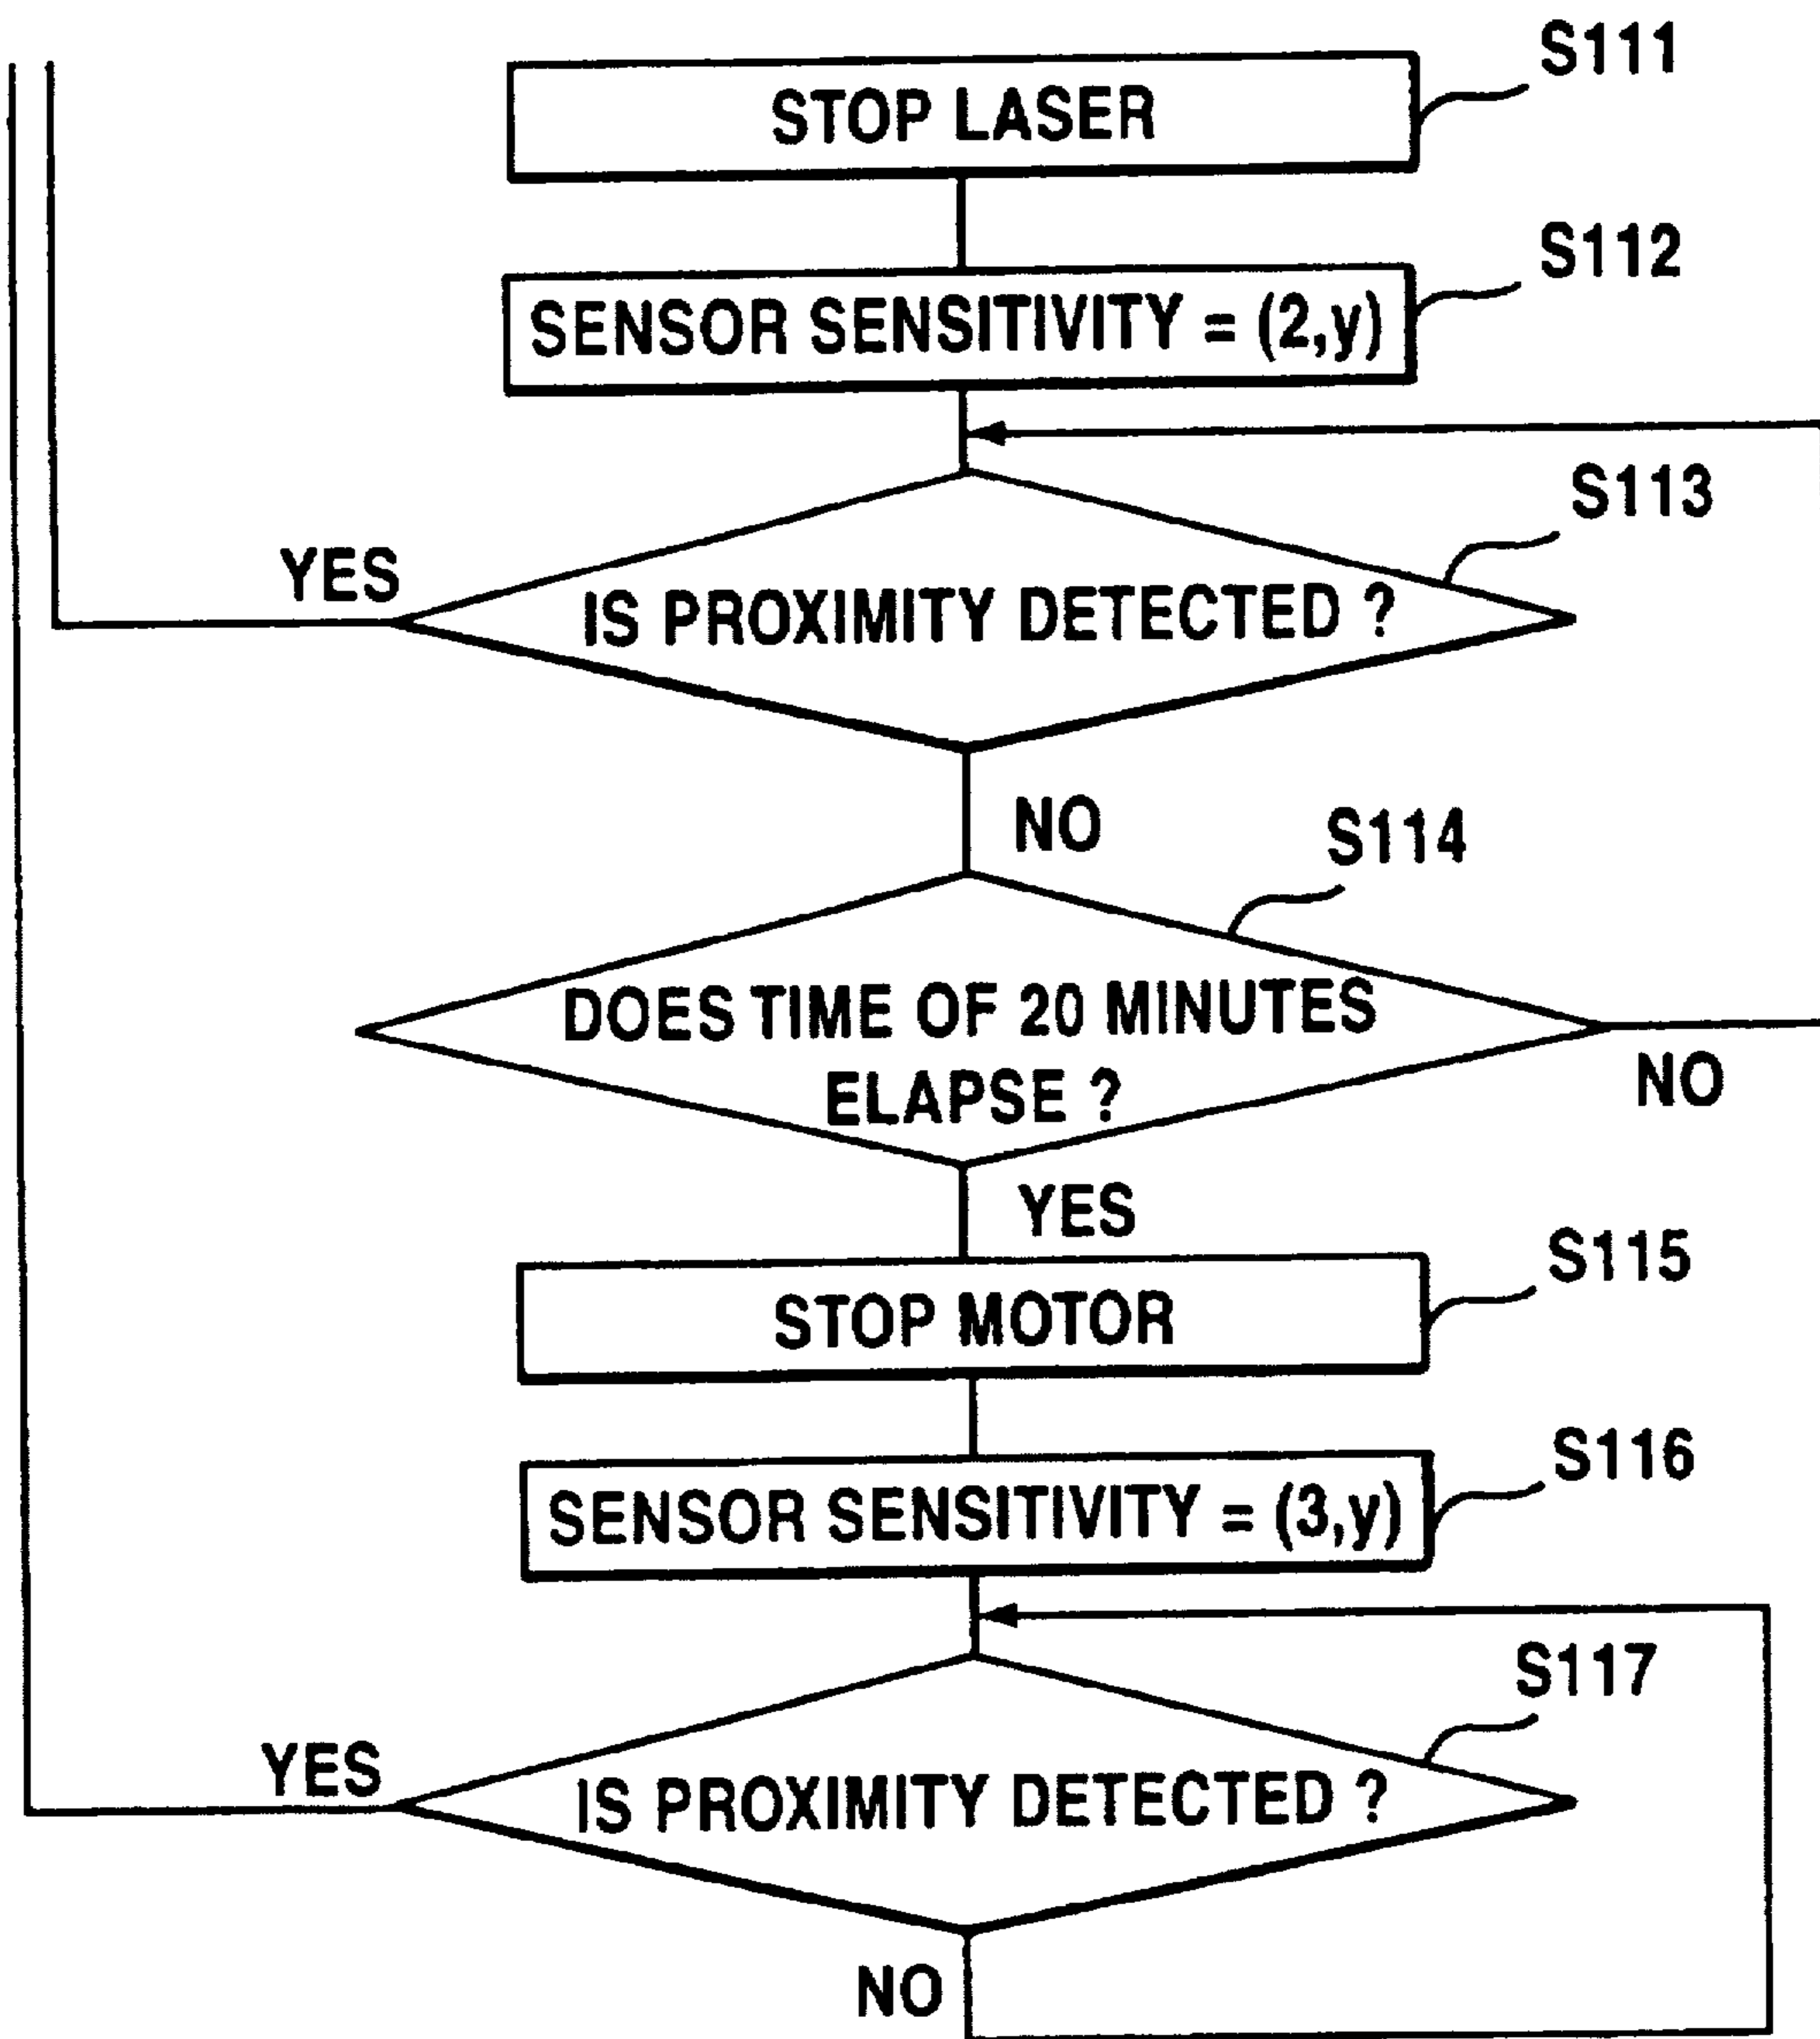 S111
STOP LASER
S112
SENSOR SENSITIVITY = (2,y)
S113
YES
IS PROXIMITY DETECTED ?
NO
S114
DOES TIME OF 20 MINUTES
ELAPSE ?
NO
YES
S115
STOP MOTOR
S116
SENSOR SENSITIVITY = (3,y)
S117
YES
IS PROXIMITY DETECTED ?
NO